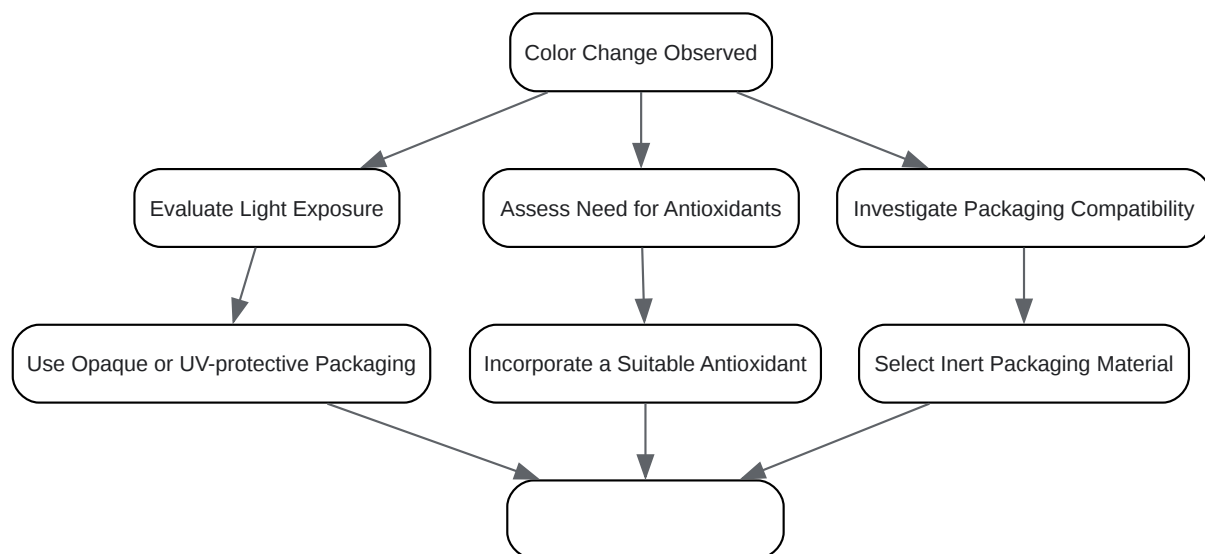 Color Change Observed
Evaluate Light Exposure
Assess Need for Antioxidants
Investigate Packaging Compatibility
Use Opaque or UV-protective Packaging
Incorporate a Suitable Antioxidant
Select Inert Packaging Material